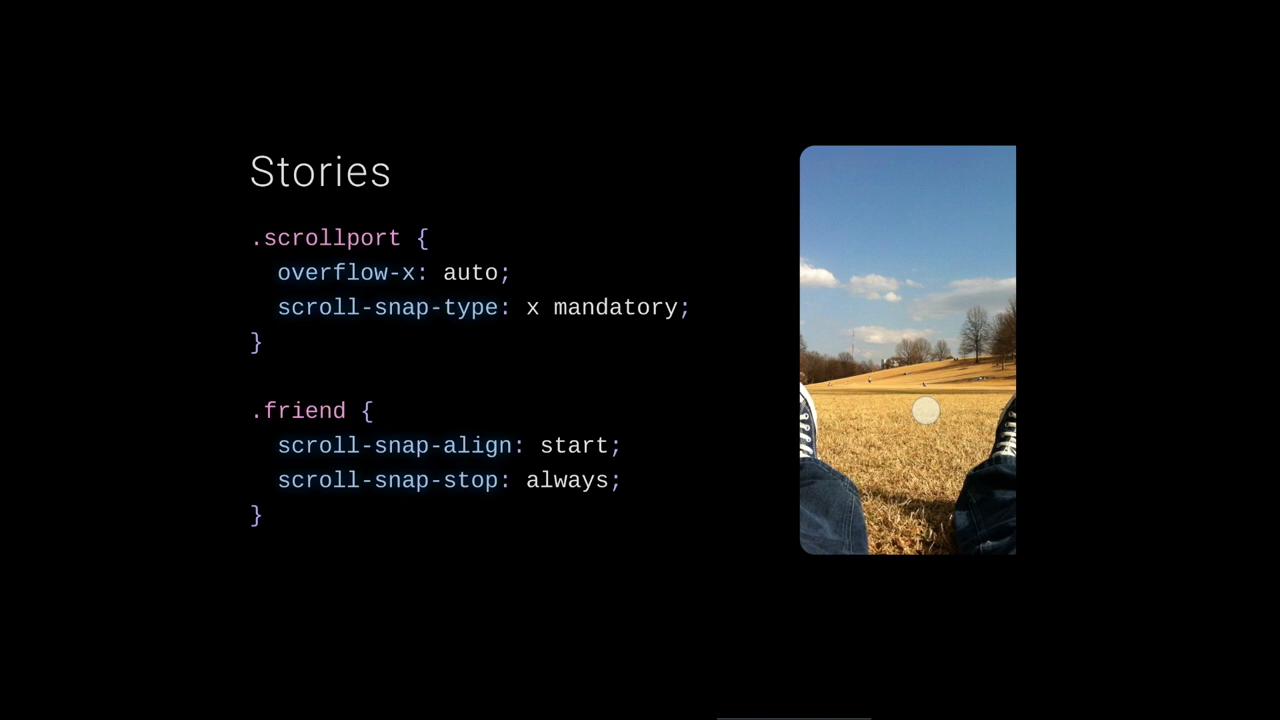 Stories
.scrollport {
  overflow-x: auto;
  scroll-snap-type: x mandatory;
}
.friend {
  scroll-snap-align: start;
  scroll-snap-stop: always;
}